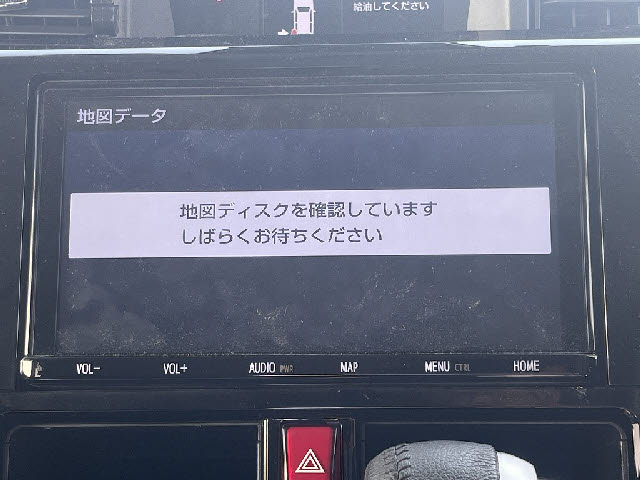 給油してください
地図データ
地図ディスクを確認しています
しばらくお待ちください
VOL- VOL+ AUDIO PWR MAP MENU CTRL HOME